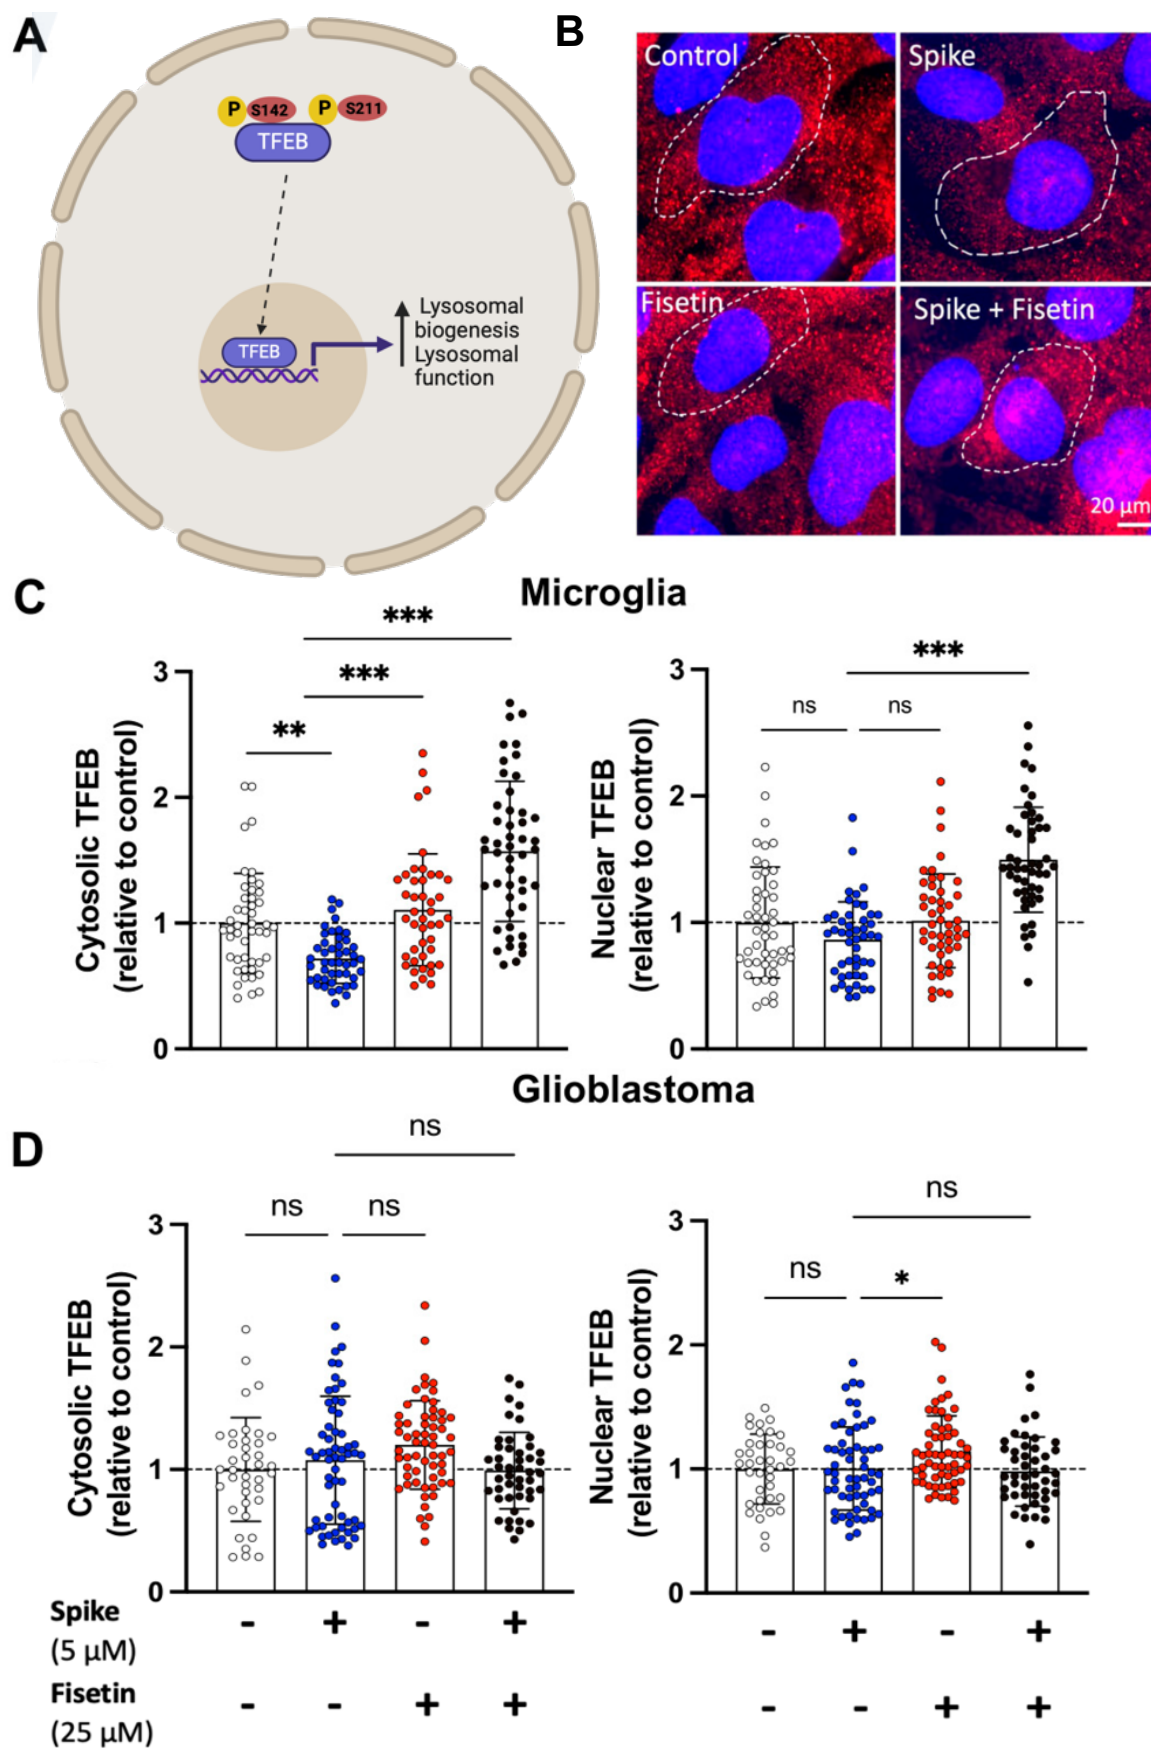 A
P S142 P S211
TFEB
TFEB
Lysosomal
biogenesis
Lysosomal
function
B
Control
Spike
Fisetin
Spike + Fisetin
20 µm
C
Microglia
Cytosolic TFEB
(relative to control)
3
2
1
0
**
***
***
Nuclear TFEB
(relative to control)
3
2
1
0
ns
ns
***
Glioblastoma
D
Cytosolic TFEB
(relative to control)
3
2
1
0
ns
ns
ns
Nuclear TFEB
(relative to control)
3
2
1
0
ns
*
ns
Spike
(5 µM)
- + - +
- + - +
Fisetin
(25 µM)
- - + +
- - + +